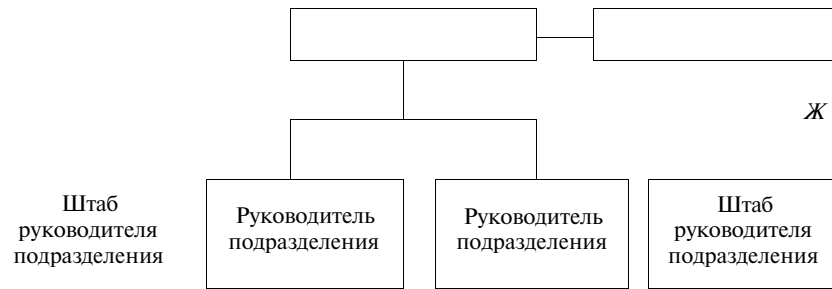 Ж
Штаб
руководителя
подразделения
Руководитель
подразделения
Руководитель
подразделения
Штаб
руководителя
подразделения